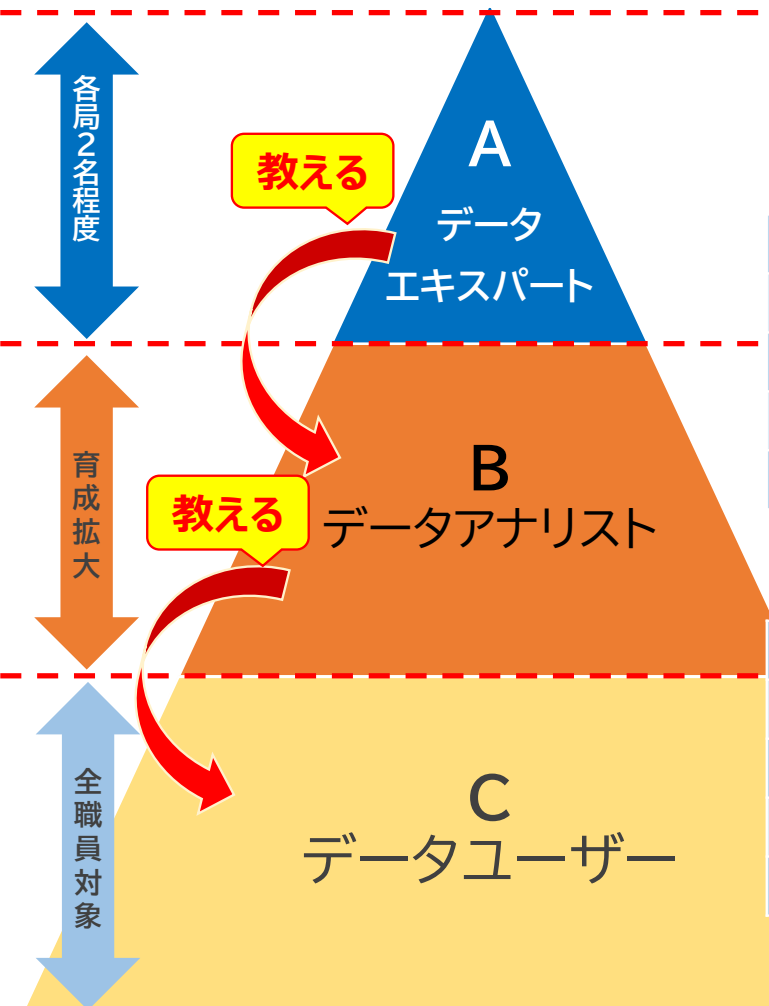 各局2名程度
教える
A
データ
エキスパート
育成拡大
教える
B
データアナリスト
全職員対象
C
データユーザー